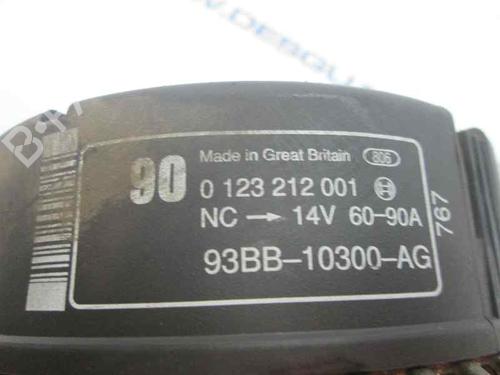 90 Made in Great Britain 806
0 123 212 001
NC → 14V 60-90A
93BB-10300-AG
767